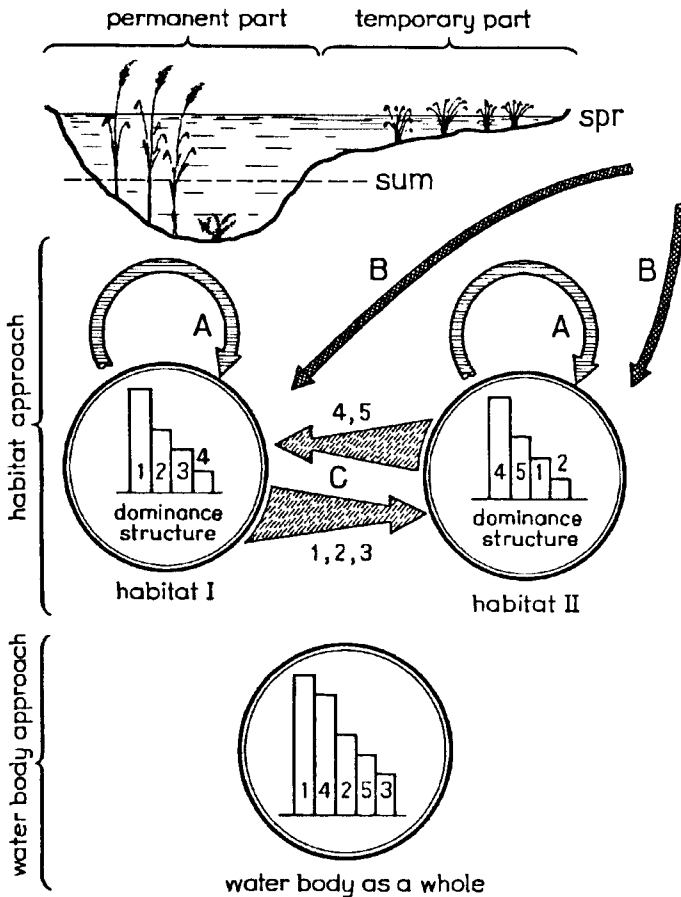 permanent part temporary part
spr
sum
habitat approach
B B
A A
4,5
1 2 3 4
4 5 1 2
C
dominance
structure
dominance
structure
1,2,3
habitat I
habitat II
water body approach
1 4 2 5 3
water body as a whole